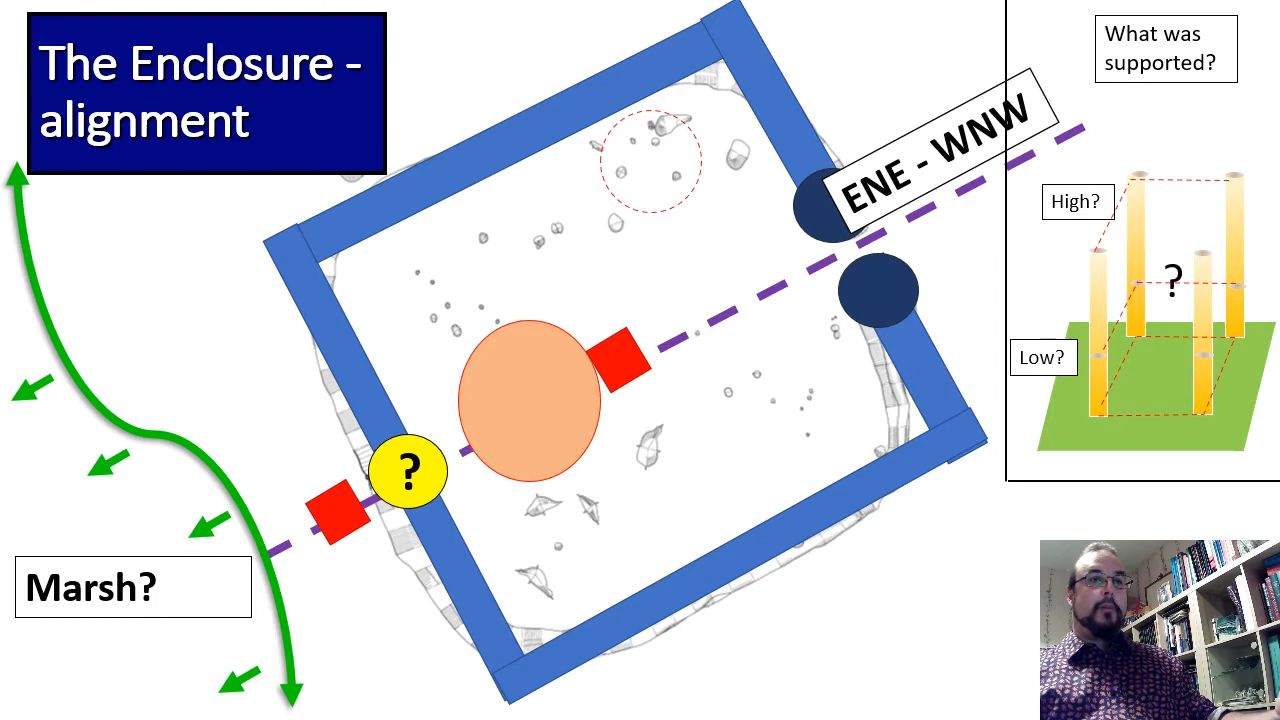 The Enclosure -
alignment
What was
supported?
ENE - WNW
High?
?
Low?
?
Marsh?